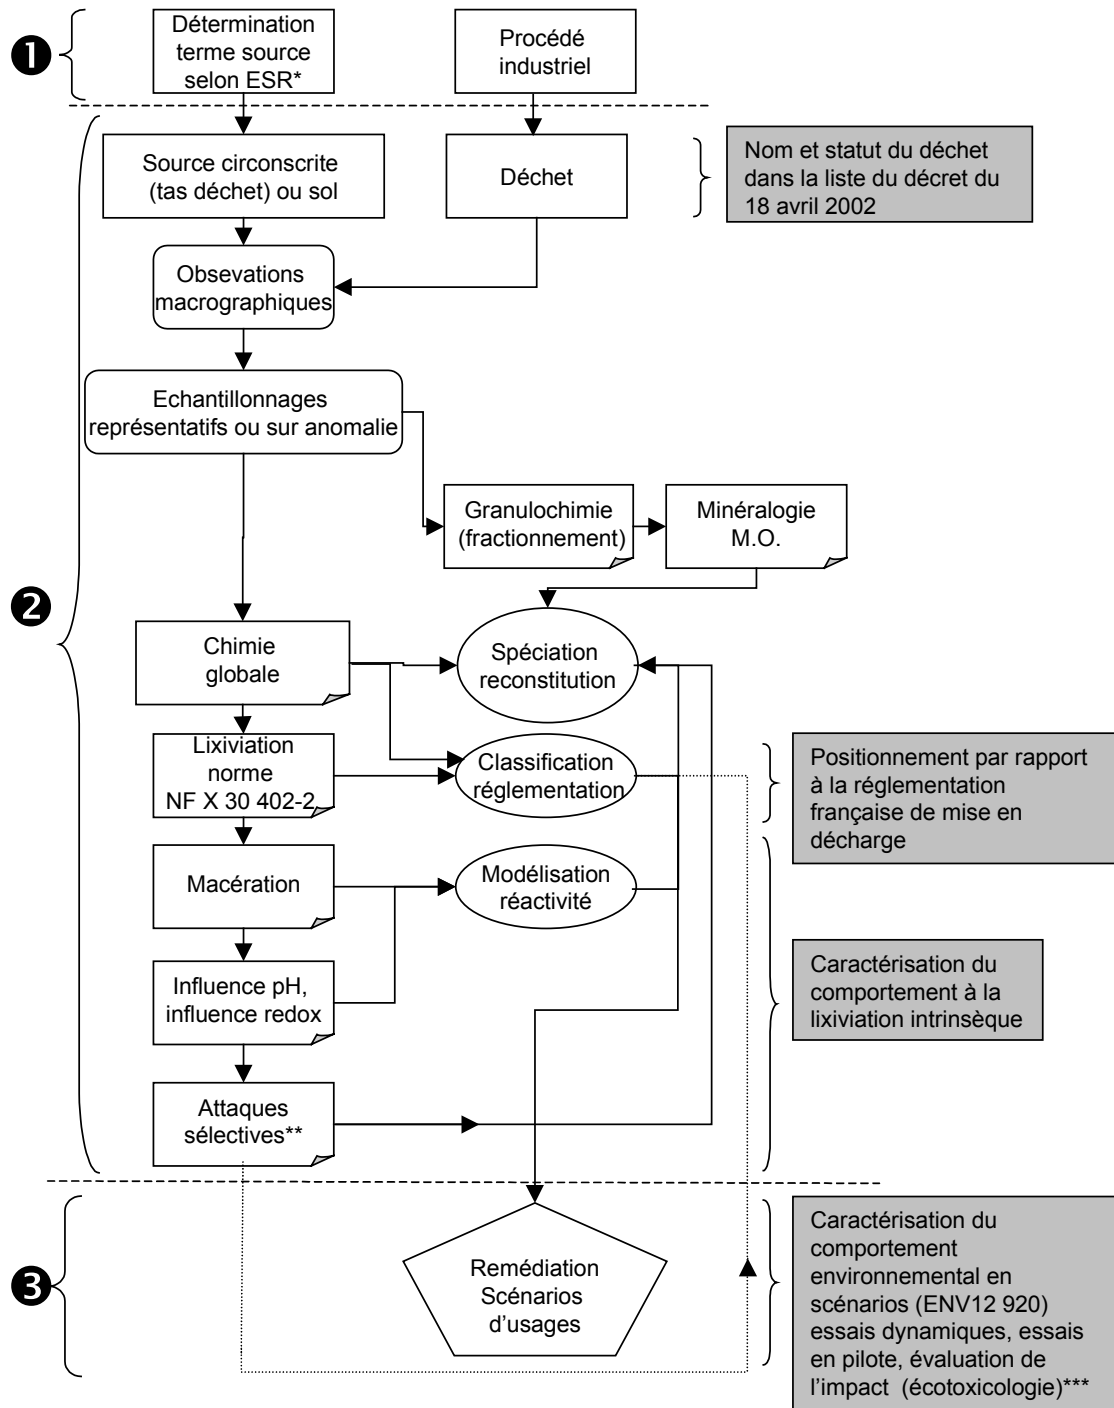 ❶
Détermination
terme source
selon ESR*
Procédé
industriel
❷
Source circonscrite
(tas déchet) ou sol
Déchet
Nom et statut du déchet
dans la liste du décret du
18 avril 2002
Obsevations
macrographiques
Echantillonnages
représentifs ou sur anomalie
Granulochimie
(fractionnement)
Minéralogie
M.O.
Chimie
globale
Spéciation
reconstitution
Lixiviation
norme
NF X 30 402-2
Classification
réglementation
Positionnement par rapport
à la réglementation
française de mise en
décharge
Macération
Modélisation
réactivité
Influence pH,
influence redox
Caractérisation du
comportement à la
lixiviation intrinsèque
Attaques
sélectives**
❸
Remédiation
Scénarios
d’usages
Caractérisation du
comportement
environnemental en
scénarios (ENV12 920)
essais dynamiques, essais
en pilote, évaluation de
l’impact (écotoxicologie)***